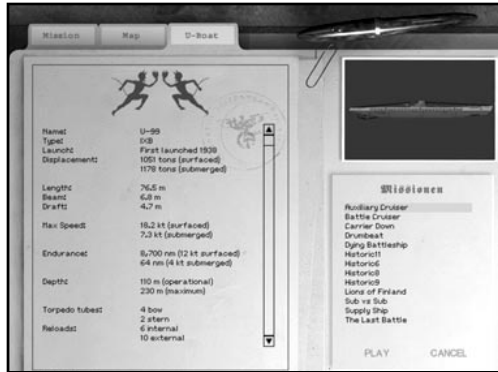 Mission Map U-Boat
Name: U-99
Type: IXB
Launch: First launched 1938
Displacement: 1051 tons (surfaced)
1178 tons (submerged)
Length: 76.5 m
Beam: 6.8 m
Draft: 4.7 m
Max Speed: 18.2 kt (surfaced)
7.3 kt (submerged)
Endurance: 8,700 nm (12 kt surfaced)
64 nm (4 kt submerged)
Depth: 110 m (operational)
230 m (maximum)
Torpedo tubes: 4 bow
2 stern
Reloads: 6 internal
10 external
Missionen
Auxiliary Cruiser
Battle Cruiser
Carrier Down
Drumbeat
Dying Battleship
Historic11
Historic6
Historic8
Historic9
Lions of Finland
Sub vs Sub
Supply Ship
The Last Battle
PLAY CANCEL